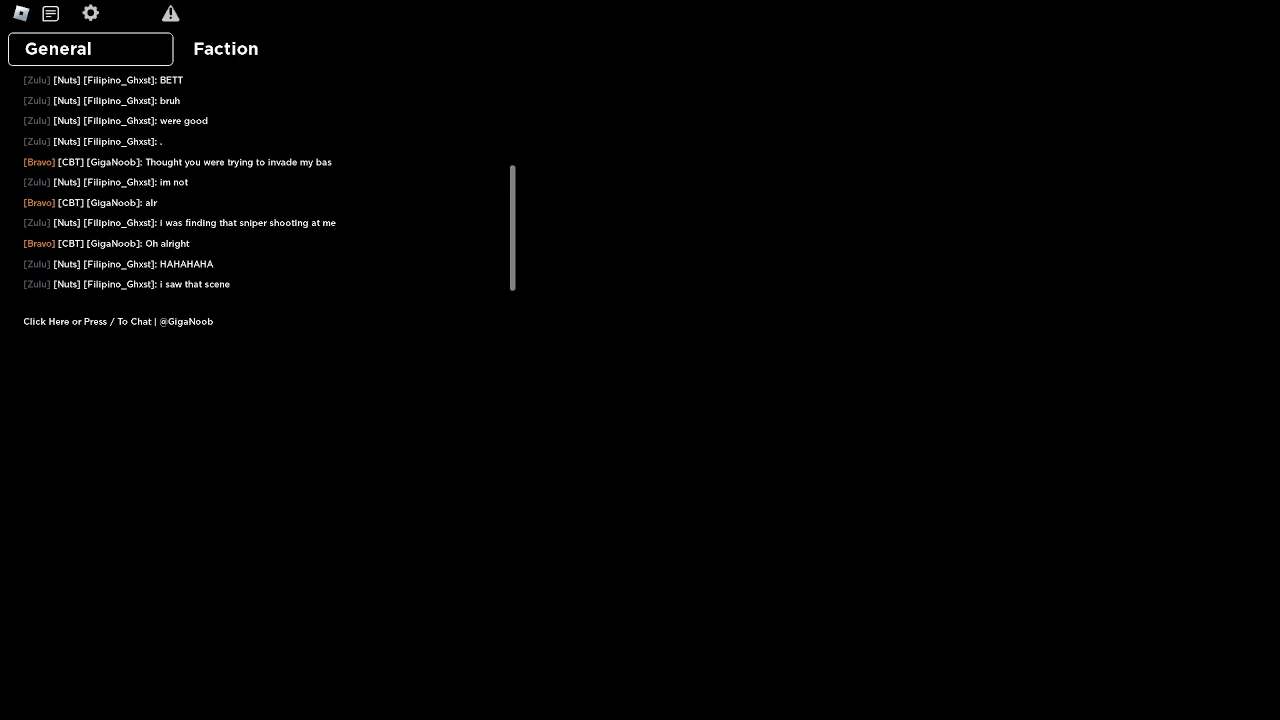 General
Faction
[Zulu] [Nuts] [Filipino_Ghxst]: BETT
[Zulu] [Nuts] [Filipino_Ghxst]: bruh
[Zulu] [Nuts] [Filipino_Ghxst]: were good
[Zulu] [Nuts] [Filipino_Ghxst]: .
[Bravo] [CBT] [GigaNoob]: Thought you were trying to invade my bas
[Zulu] [Nuts] [Filipino_Ghxst]: im not
[Bravo] [CBT] [GigaNoob]: alr
[Zulu] [Nuts] [Filipino_Ghxst]: i was finding that sniper shooting at me
[Bravo] [CBT] [GigaNoob]: Oh alright
[Zulu] [Nuts] [Filipino_Ghxst]: HAHAHAHA
[Zulu] [Nuts] [Filipino_Ghxst]: i saw that scene
Click Here or Press / To Chat | @GigaNoob